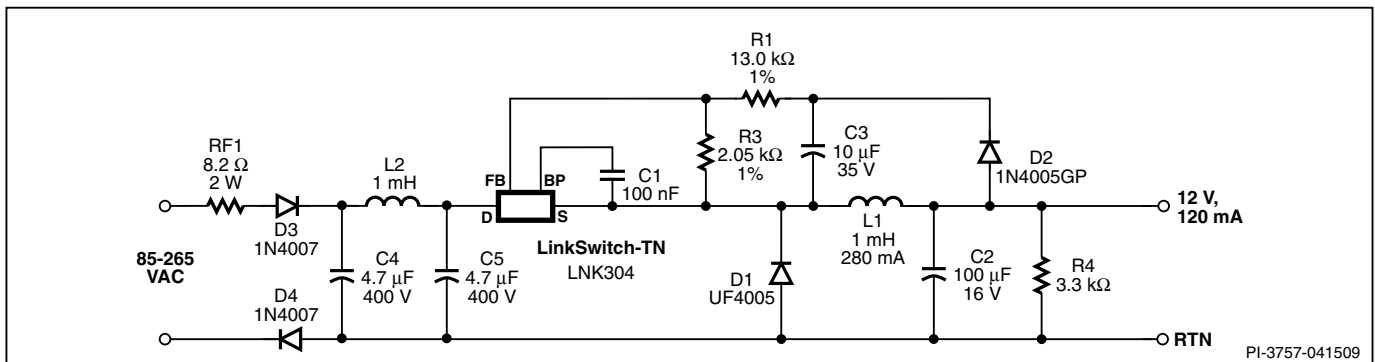 R1
13.0 kΩ
1%
RF1
8.2 Ω
2 W
L2
1 mH
FB
BP
D
S
C1
100 nF
R3
2.05 kΩ
1%
C3
10 µF
35 V
D2
1N4005GP
D3
1N4007
LinkSwitch-TN
LNK304
L1
1 mH
280 mA
12 V,
120 mA
85-265
VAC
C4
4.7 µF
400 V
C5
4.7 µF
400 V
D1
UF4005
C2
100 µF
16 V
R4
3.3 kΩ
D4
1N4007
RTN
PI-3757-041509